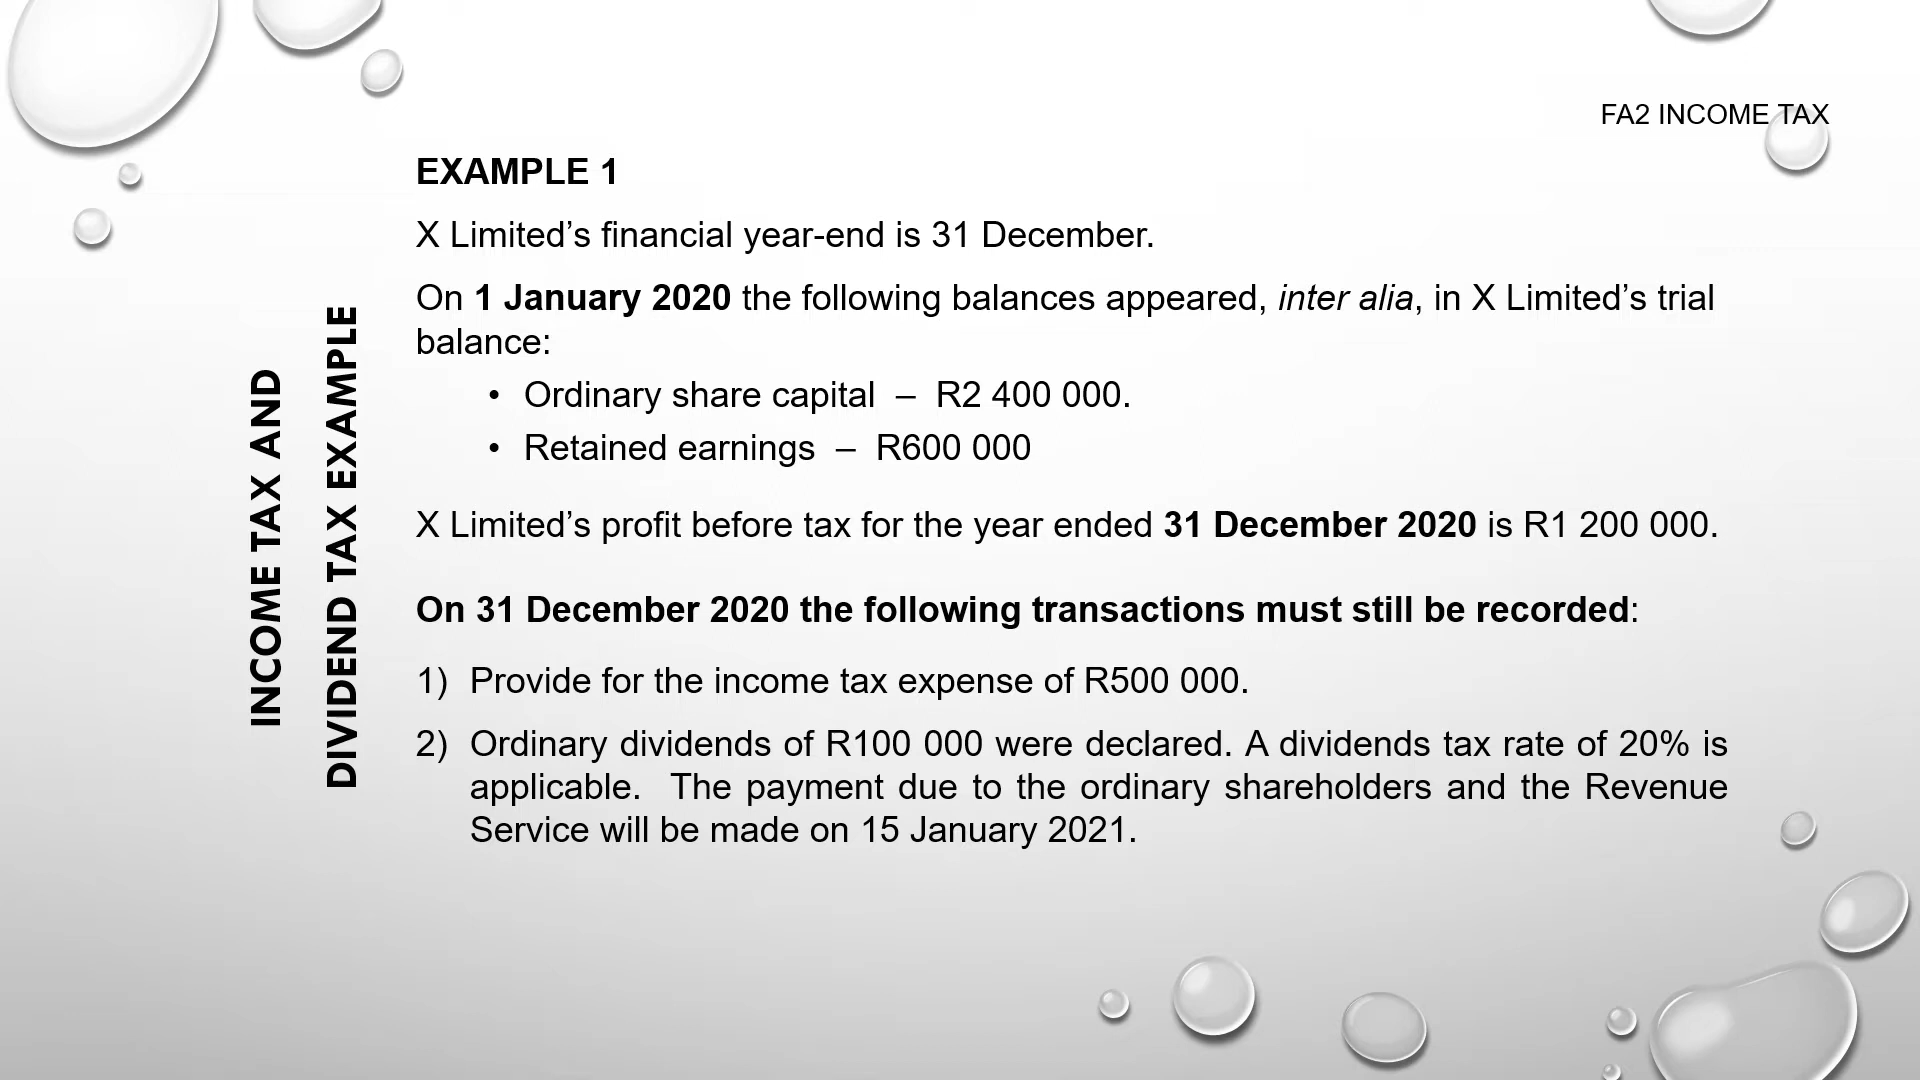 FA2 INCOME TAX
INCOME TAX AND
DIVIDEND TAX EXAMPLE
EXAMPLE 1
X Limited’s financial year-end is 31 December.
On 1 January 2020 the following balances appeared, inter alia, in X Limited’s trial
balance:
• Ordinary share capital – R2 400 000.
• Retained earnings – R600 000
X Limited’s profit before tax for the year ended 31 December 2020 is R1 200 000.
On 31 December 2020 the following transactions must still be recorded:
1) Provide for the income tax expense of R500 000.
2) Ordinary dividends of R100 000 were declared. A dividends tax rate of 20% is
applicable. The payment due to the ordinary shareholders and the Revenue
Service will be made on 15 January 2021.